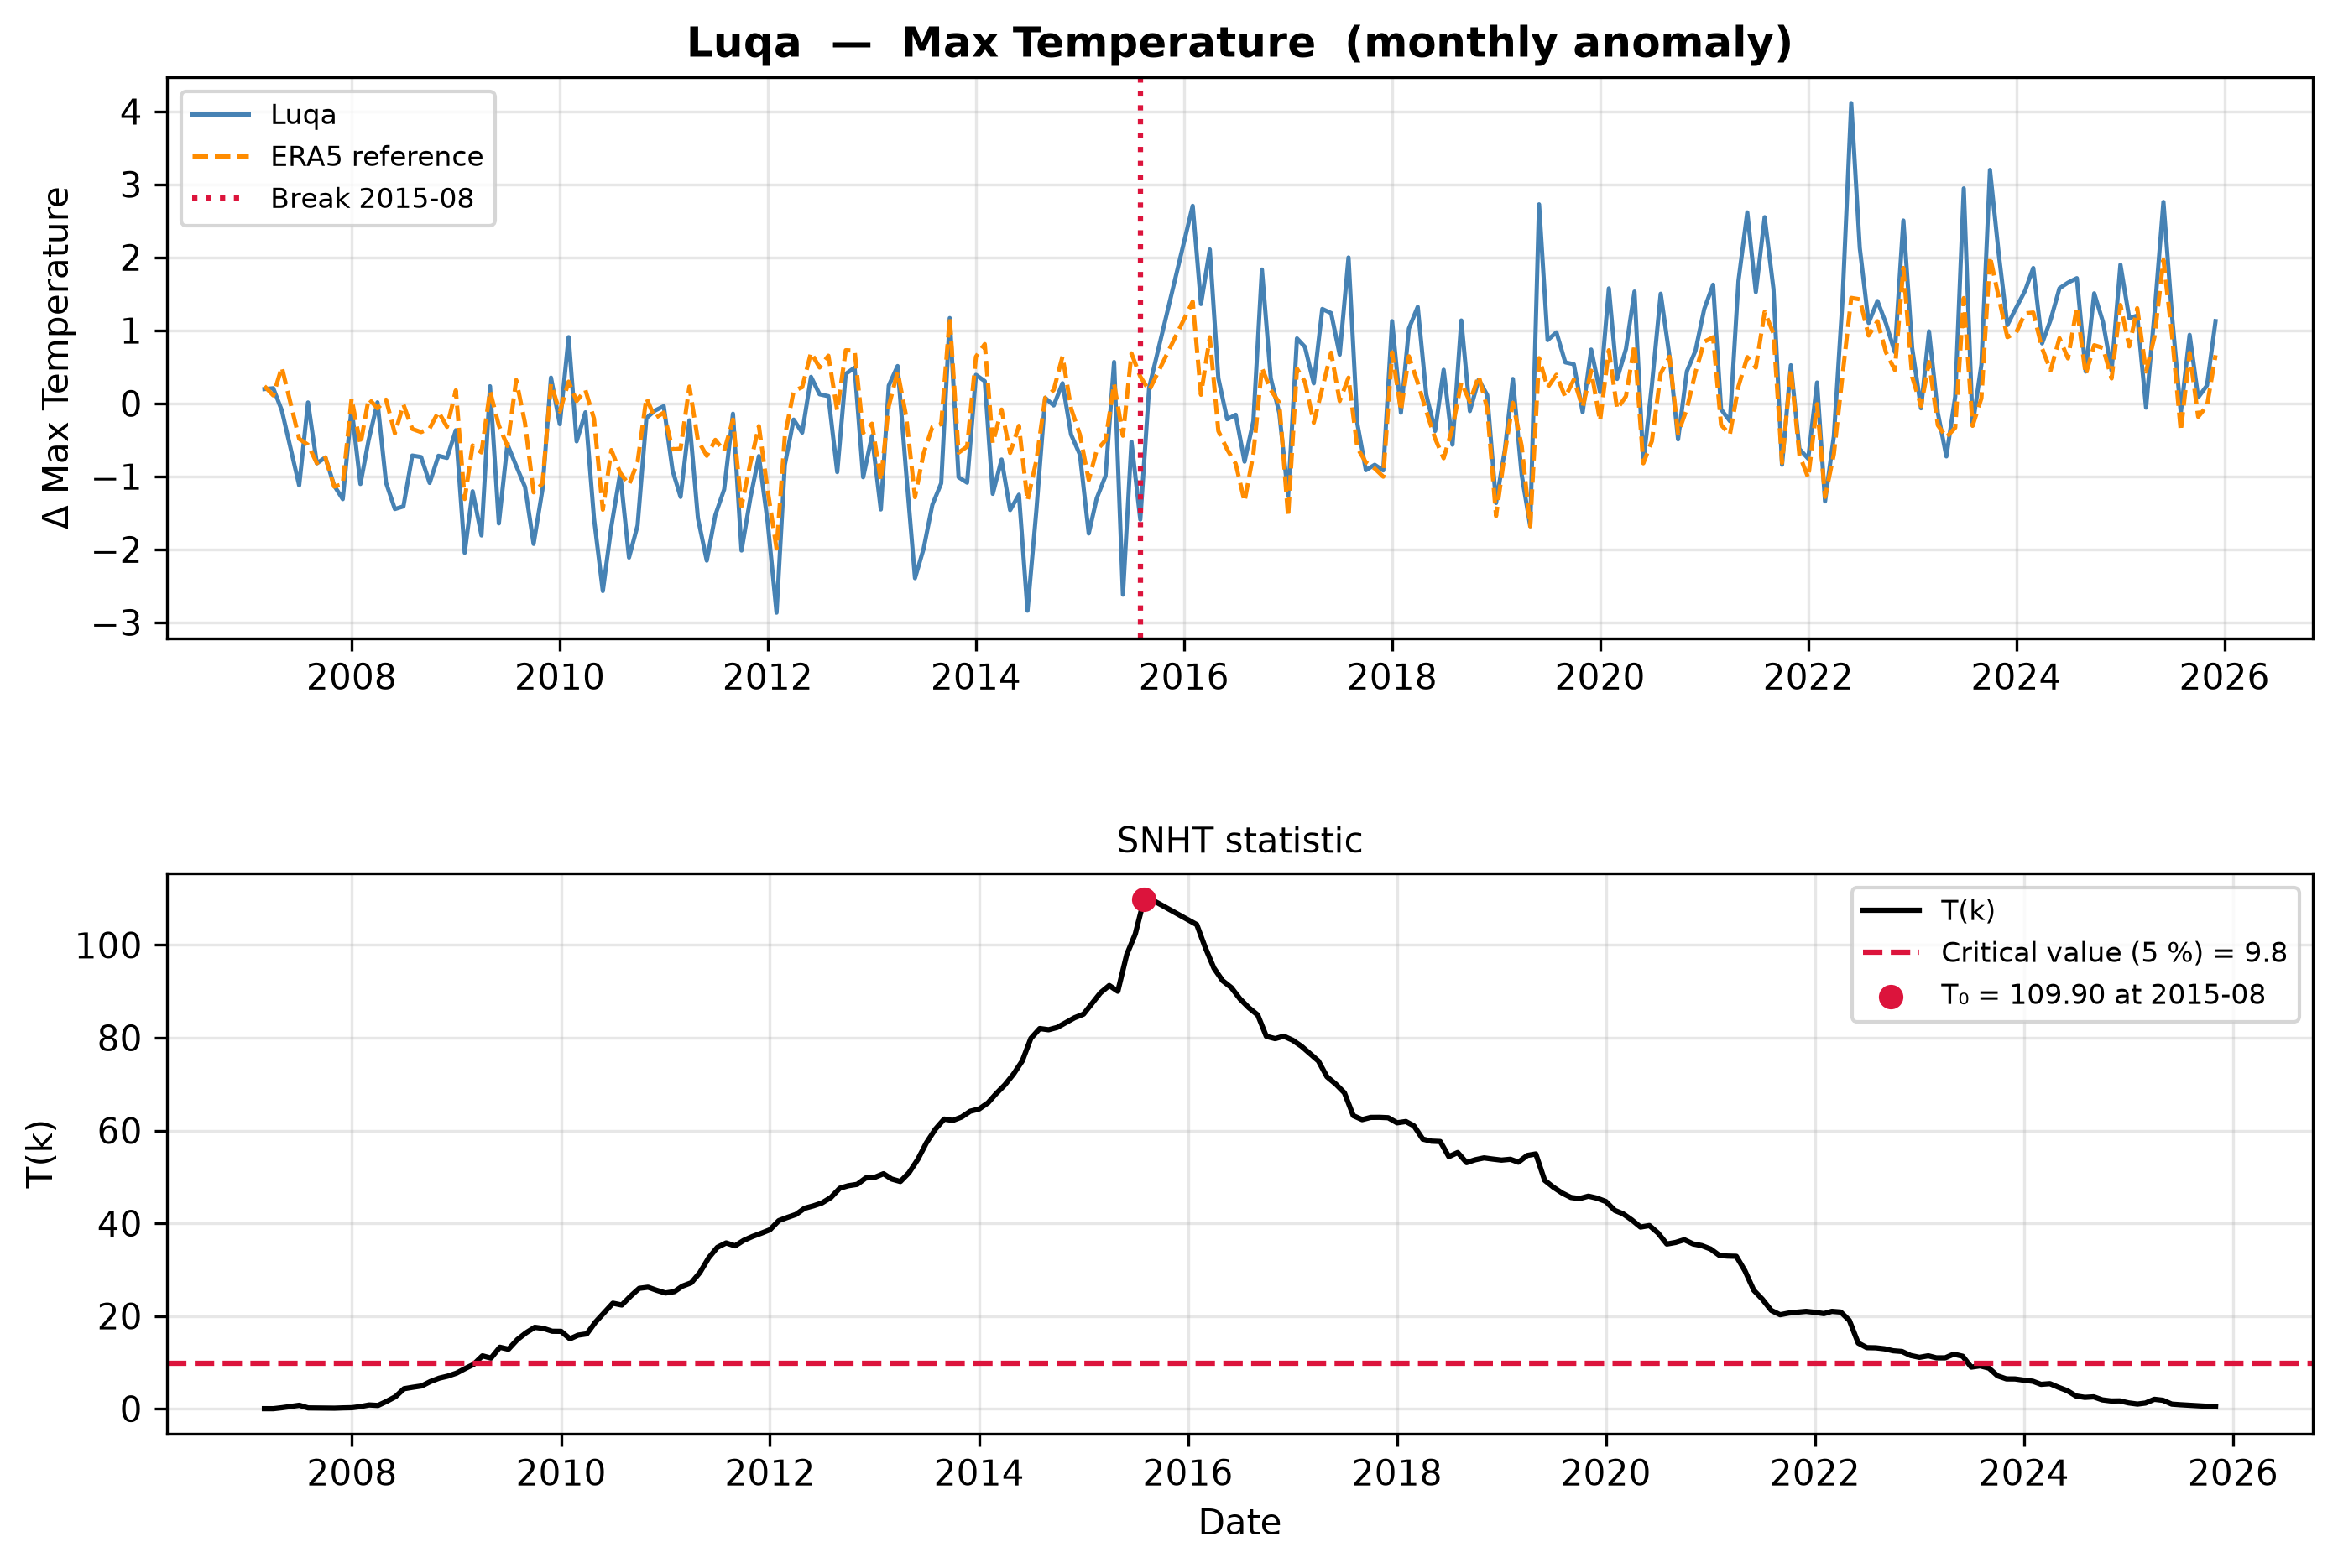 Luqa — Max Temperature (monthly anomaly)
Luqa
ERA5 reference
Break 2015-08
Δ Max Temperature
4
3
2
1
0
−1
−2
−3
2008 2010 2012 2014 2016 2018 2020 2022 2024 2026
SNHT statistic
T(k)
Critical value (5 %) = 9.8
T₀ = 109.90 at 2015-08
T(k)
100
80
60
40
20
0
2008 2010 2012 2014 2016 2018 2020 2022 2024 2026
Date